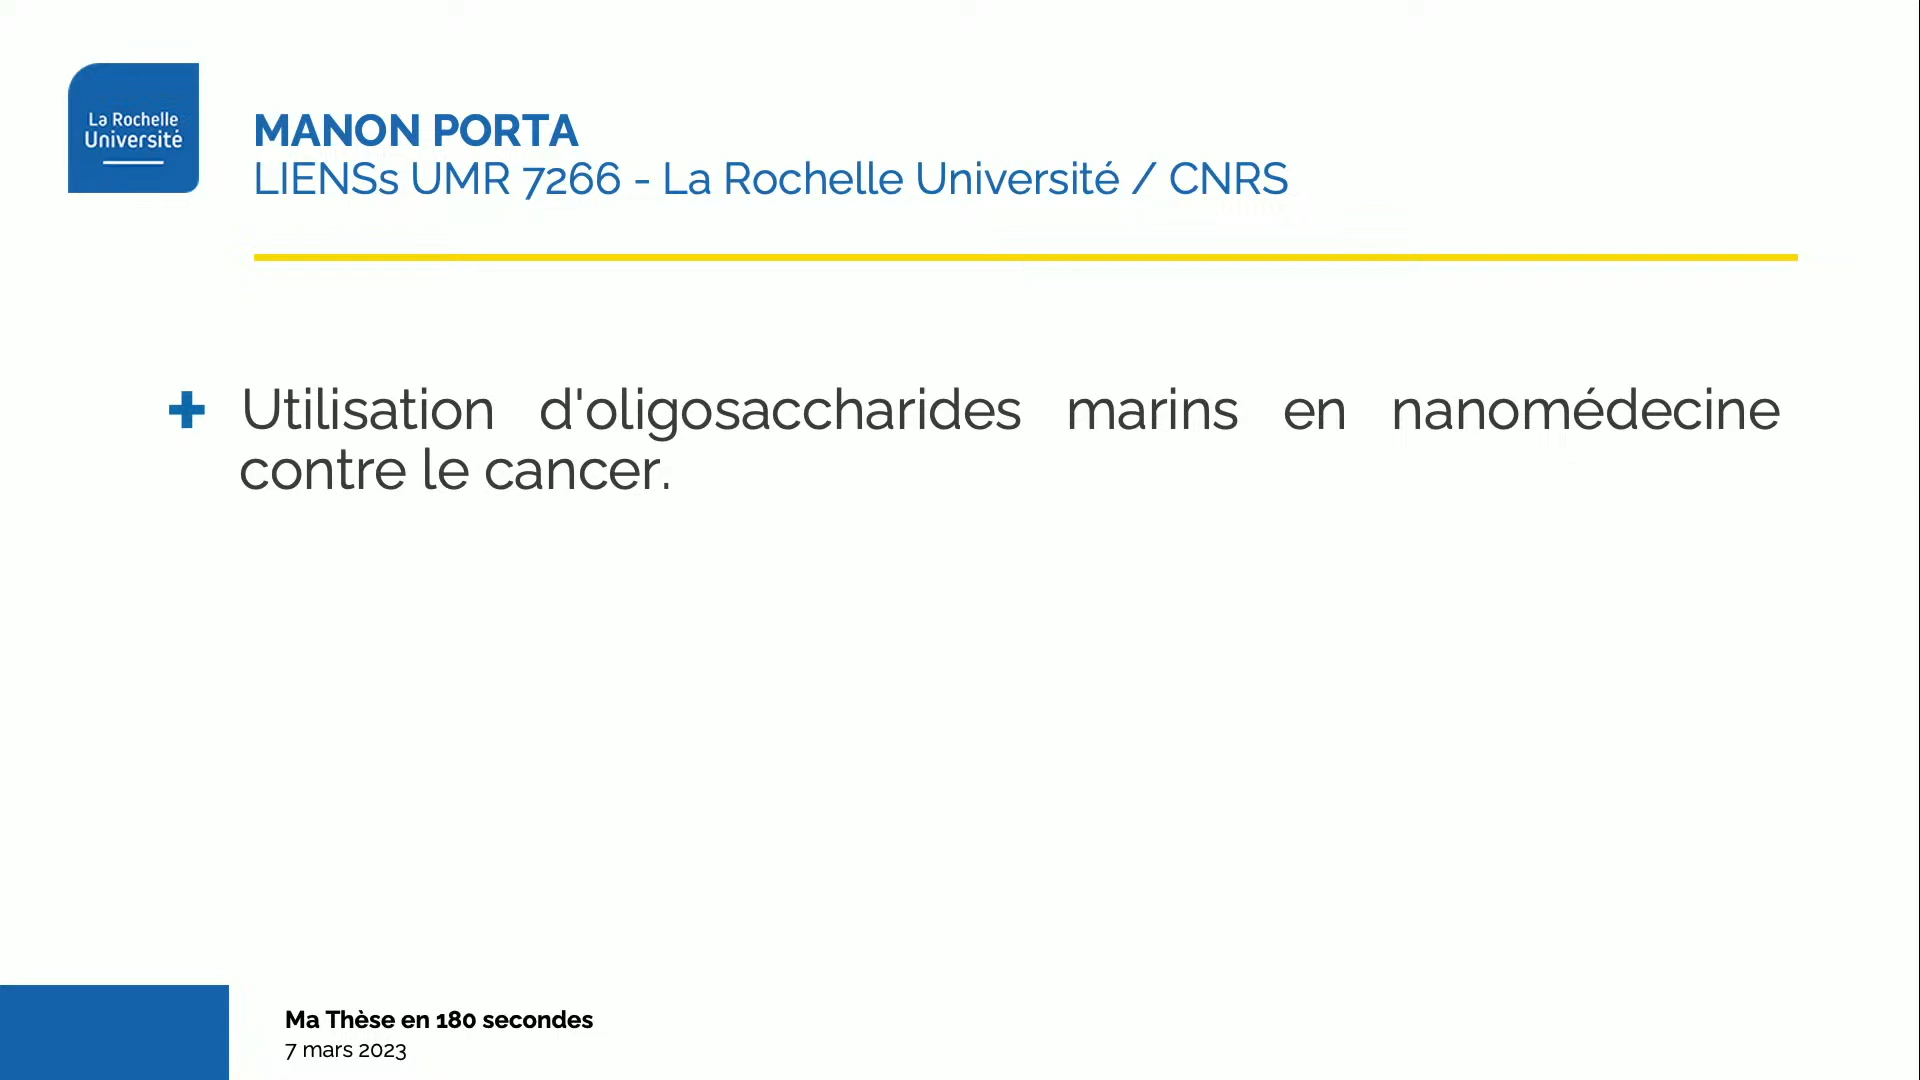 La Rochelle
Université
MANON PORTA
LIENSs UMR 7266 - La Rochelle Université / CNRS
+ Utilisation d'oligosaccharides marins en nanomédecine
contre le cancer.
Ma Thèse en 180 secondes
7 mars 2023